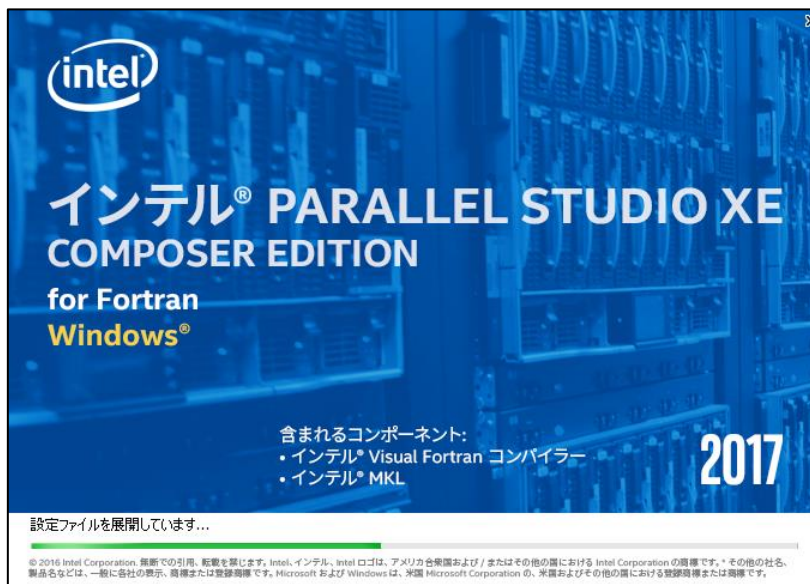 intel
インテル® PARALLEL STUDIO XE
COMPOSER EDITION
for Fortran
Windows®
含まれるコンポーネント:
• インテル® Visual Fortran コンパイラー
• インテル® MKL
2017
設定ファイルを展開しています...
© 2016 Intel Corporation. 無断での引用、転載を禁じます。Intel、インテル、Intel ロゴは、アメリカ合衆国および / またはその他の国における Intel Corporation の商標です。* その他の社名、
製品名などは、一般に各社の表示、商標または登録商標です。Microsoft および Windows は、米国 Microsoft Corporation の、米国およびその他の国における登録商標または商標です。